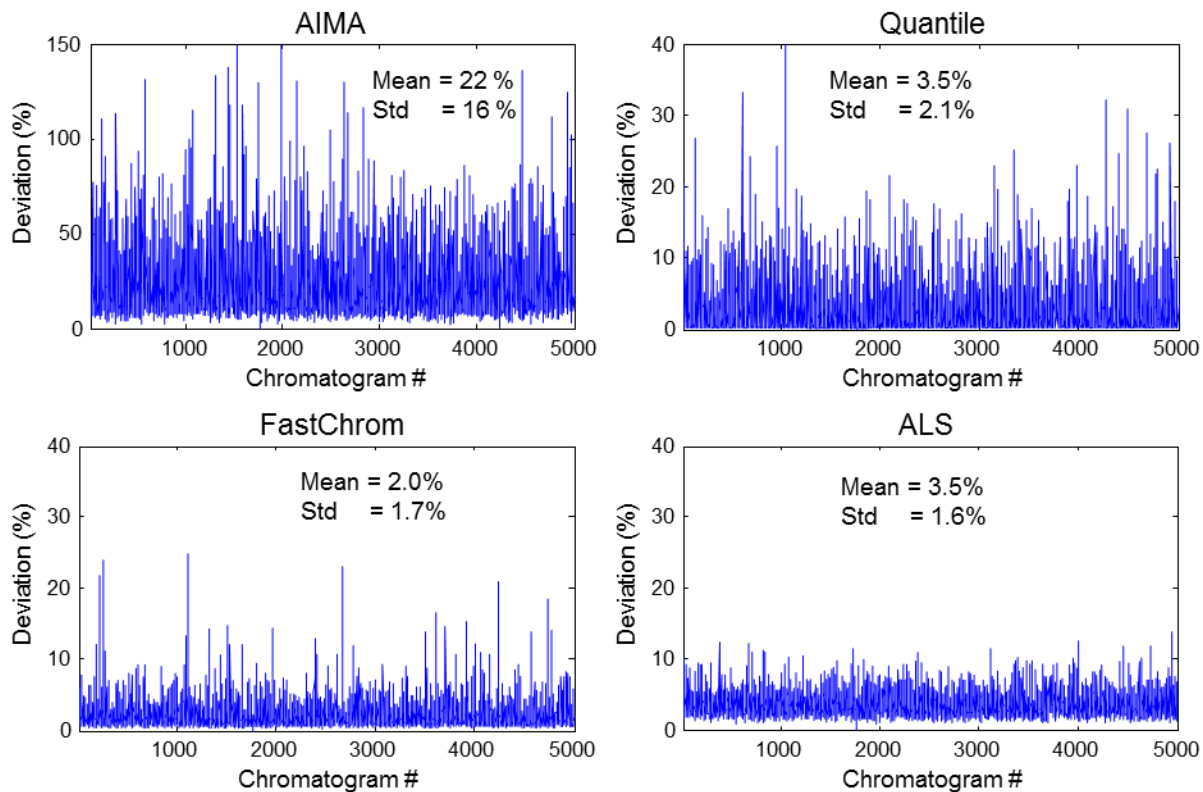 AIMA
150
100
50
0
Deviation (%)
Mean = 22 %
Std = 16 %
1000 2000 3000 4000 5000
Chromatogram #
Quantile
40
30
20
10
0
Deviation (%)
Mean = 3.5%
Std = 2.1%
1000 2000 3000 4000 5000
Chromatogram #
FastChrom
40
30
20
10
0
Deviation (%)
Mean = 2.0%
Std = 1.7%
1000 2000 3000 4000 5000
Chromatogram #
ALS
40
30
20
10
0
Deviation (%)
Mean = 3.5%
Std = 1.6%
1000 2000 3000 4000 5000
Chromatogram #